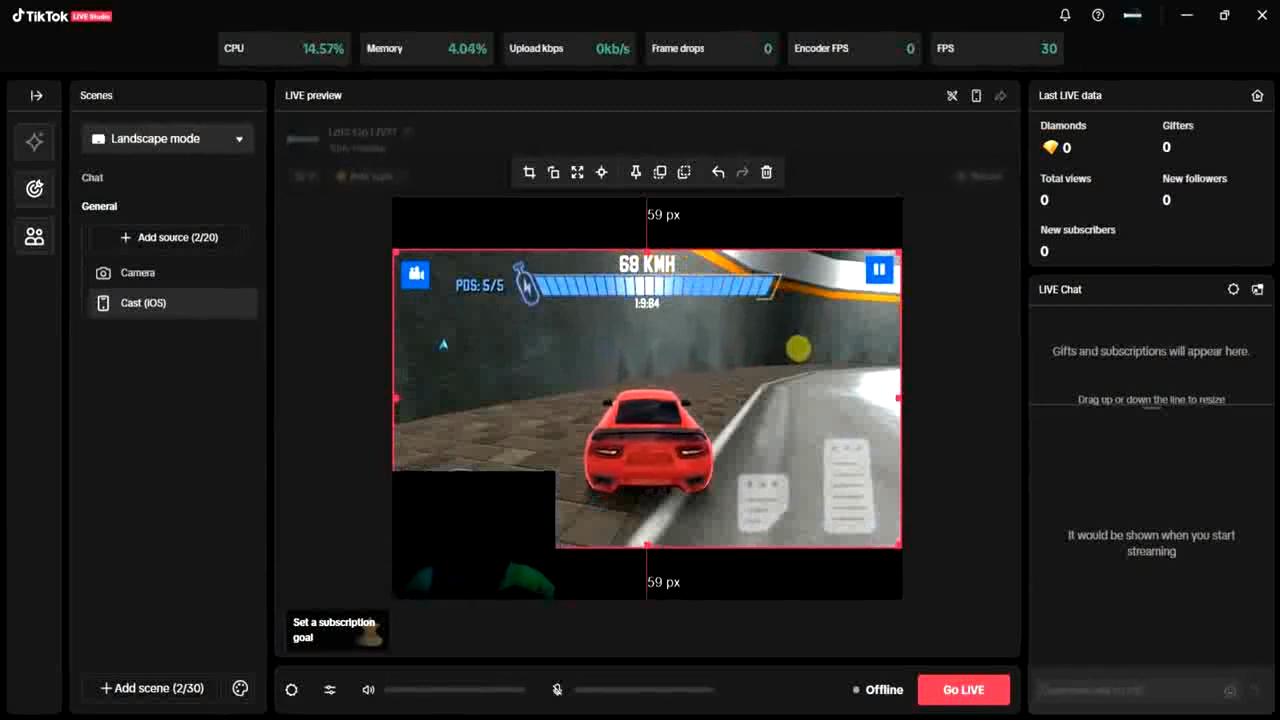 TikTok LIVE Studio
CPU 14.57%
Memory 4.04%
Upload kbps 0kb/s
Frame drops 0
Encoder FPS 0
FPS 30
Scenes
Landscape mode
Chat
General
+ Add source (2/20)
Camera
Cast (iOS)
+ Add scene (2/30)
LIVE preview
59 px
68 KMH
POS: 5/5
1:9:84
59 px
Set a subscription
goal
Offline
Go LIVE
Last LIVE data
Diamonds
0
Gifters
0
Total views
0
New followers
0
New subscribers
0
LIVE Chat
Gifts and subscriptions will appear here.
Drag up or down the line to resize
It would be shown when you start
streaming